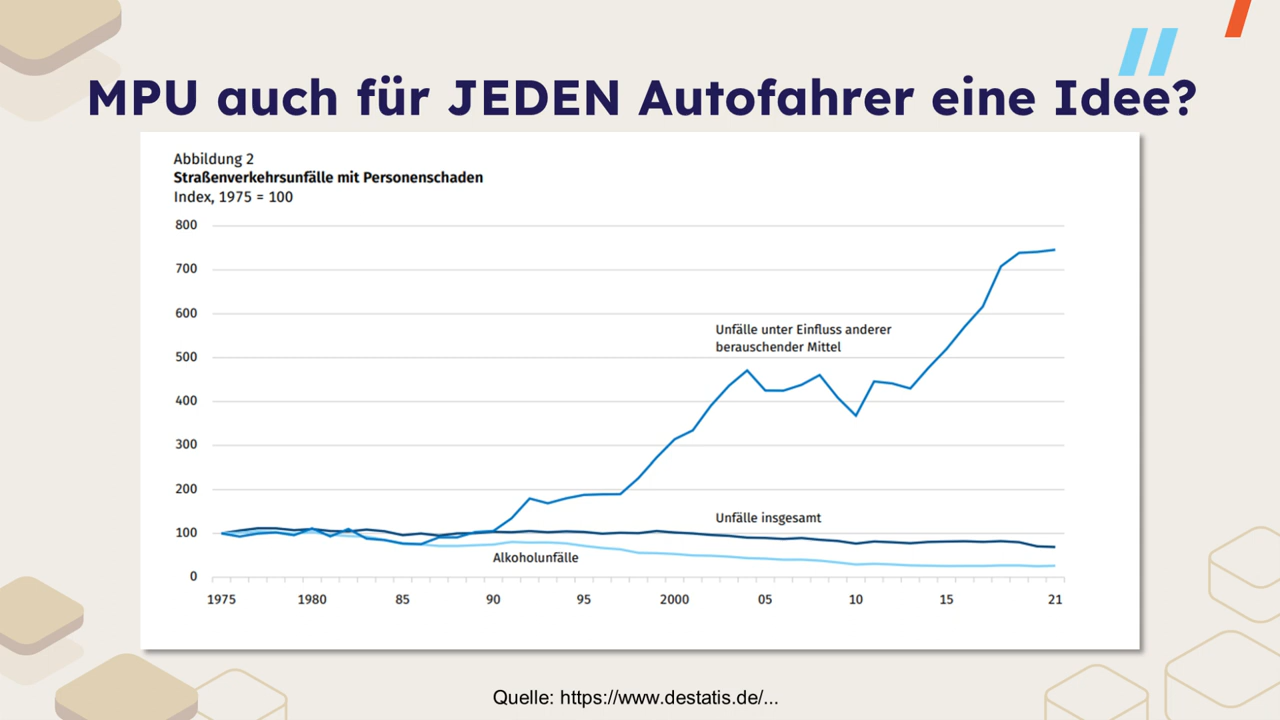 MPU auch für JEDEN Autofahrer eine Idee?
Abbildung 2
Straßenverkehrsunfälle mit Personenschaden
Index, 1975 = 100
800
700
600
500
400
300
200
100
0
Unfälle unter Einfluss anderer
berauschender Mittel
Unfälle insgesamt
Alkoholunfälle
1975 1980 85 90 95 2000 05 10 15 21
Quelle: https://www.destatis.de/...